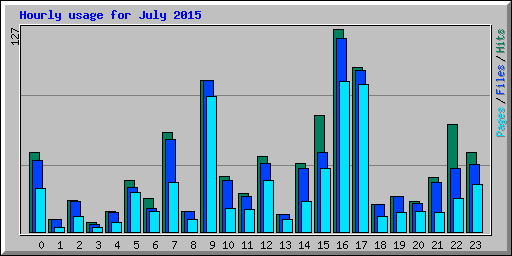 Hourly usage for July 2015
127
Pages / Files / Hits
0 1 2 3 4 5 6 7 8 9 10 11 12 13 14 15 16 17 18 19 20 21 22 23